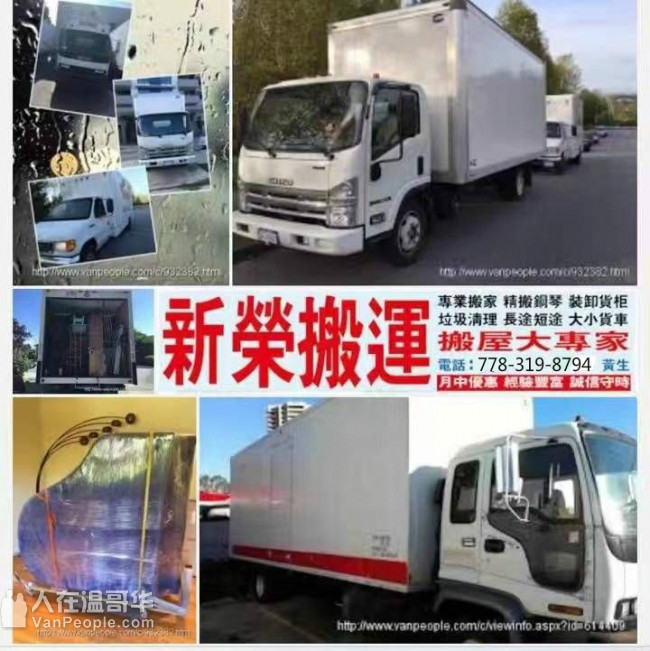 http://www.vanpeople.com/c/932382.html
http://www.vanpeople.com/c/932382.html
ISUZU
新榮搬運
專業搬家 精搬鋼琴 裝卸貨柜
垃圾清理 長途短途 大小貨車
搬屋大專家
電話：778-319-8794 黃生
月中優惠 經驗豐富 誠信守時
人在温哥华
VanPeople.com
http://www.vanpeople.com/c/viewinfo.aspx?id=614409